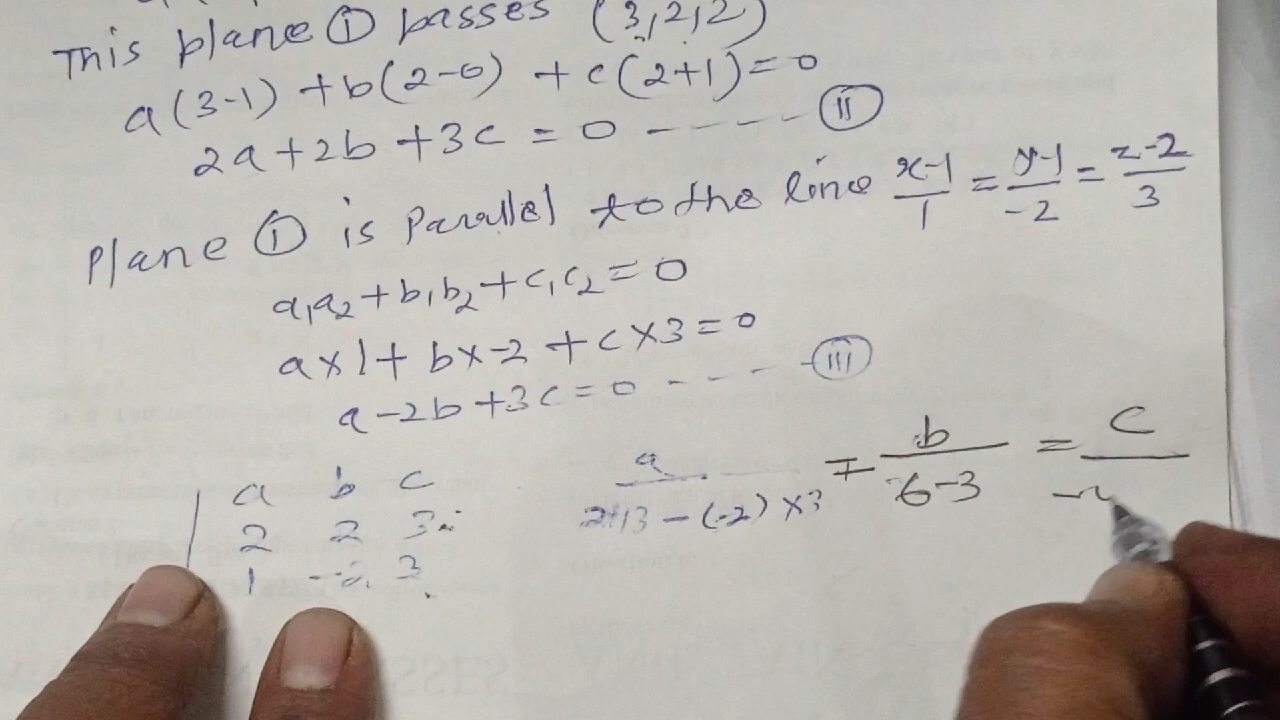 This plane Ⓘ passes (3,2,2)
a(3-1) + b(2-0) + c(2+1)=0
2a+2b+3c = 0 ----- Ⓘⓘ
Plane Ⓘ is Parallel to the line x-1/1 = y-1/-2 = z-2/3
a₁a₂+b₁b₂+c₁c₂=0
a×1+ b×-2 +c×3=0
a-2b+3c=0 ---- (III)
a b c
2 2 3
1 -2 3
a/2×3-(-2)×3 = b/6-3 = c/